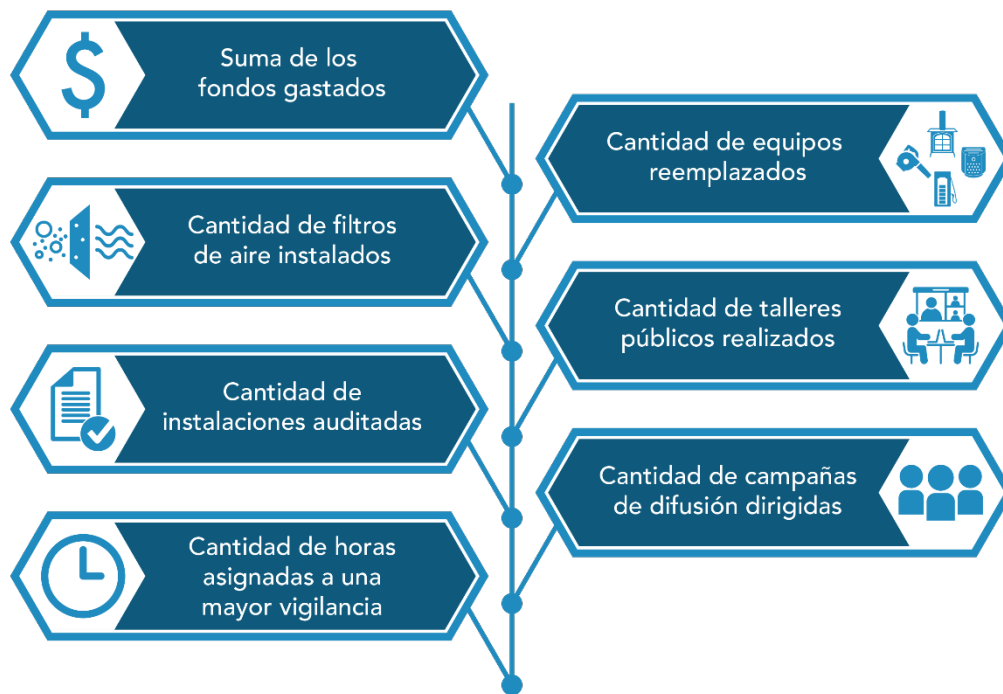 Suma de los
fondos gastados
Cantidad de equipos
reemplazados
Cantidad de filtros
de aire instalados
Cantidad de talleres
públicos realizados
Cantidad de
instalaciones auditadas
Cantidad de campañas
de difusión dirigidas
Cantidad de horas
asignadas a una
mayor vigilancia